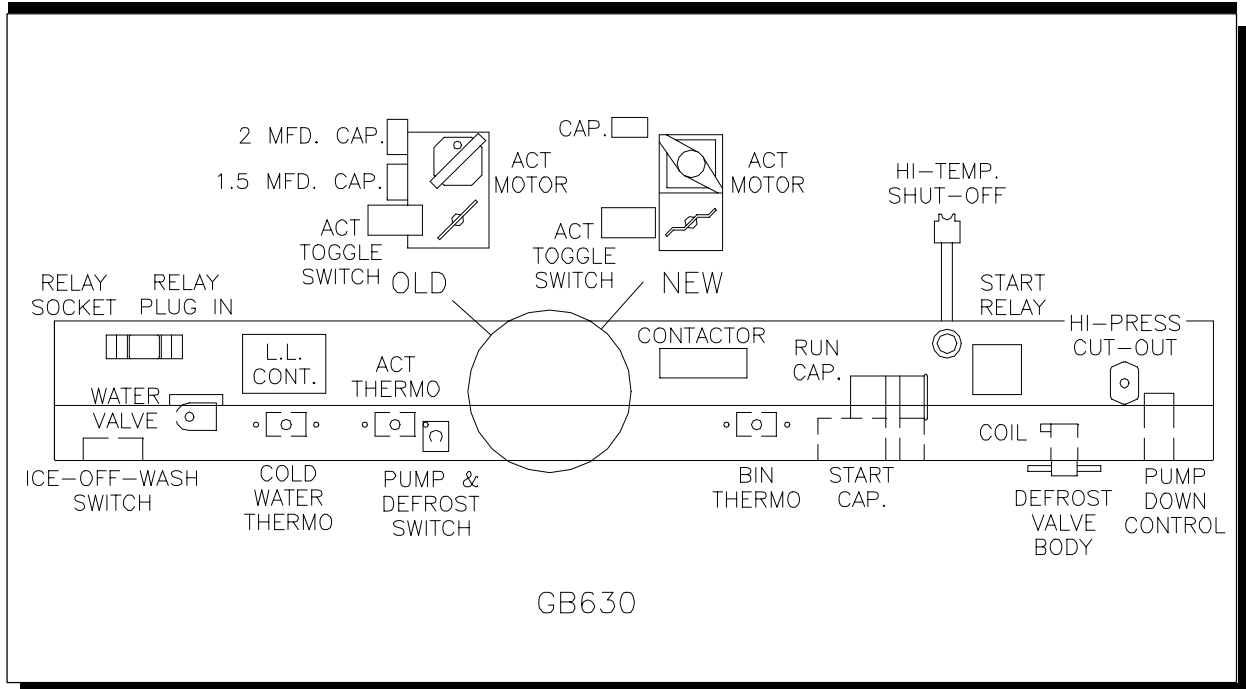 2 MFD. CAP.
1.5 MFD. CAP.
ACT
MOTOR
ACT
TOGGLE
SWITCH
OLD
CAP.
ACT
MOTOR
ACT
TOGGLE
SWITCH
NEW
HI-TEMP.
SHUT-OFF
RELAY
SOCKET
RELAY
PLUG IN
START
RELAY
HI-PRESS
CUT-OUT
L.L.
CONT.
ACT
THERMO
CONTACTOR
RUN
CAP.
WATER
VALVE
COIL
ICE-OFF-WASH
SWITCH
COLD
WATER
THERMO
PUMP &
DEFROST
SWITCH
BIN
THERMO
START
CAP.
DEFROST
VALVE
BODY
PUMP
DOWN
CONTROL
GB630